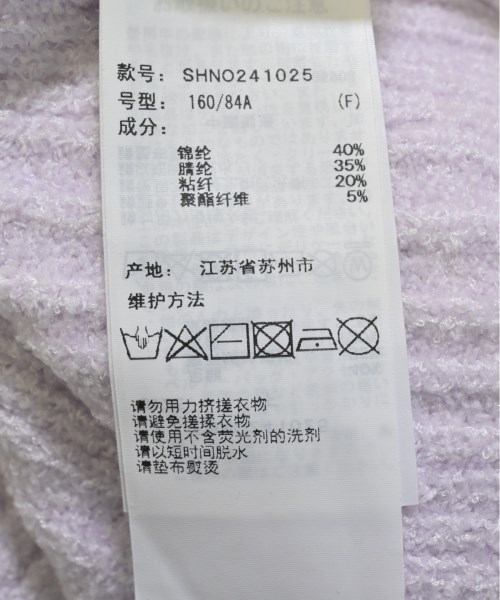 款号: SHNO241025
号型: 160/84A (F)
成分:
锦纶 40%
腈纶 35%
粘纤 20%
聚酯纤维 5%
产地: 江苏省苏州市
维护方法
请勿用力挤搓衣物
请避免搓揉衣物
请使用不含荧光剂的洗剂
请以短时间脱水
请垫布熨烫